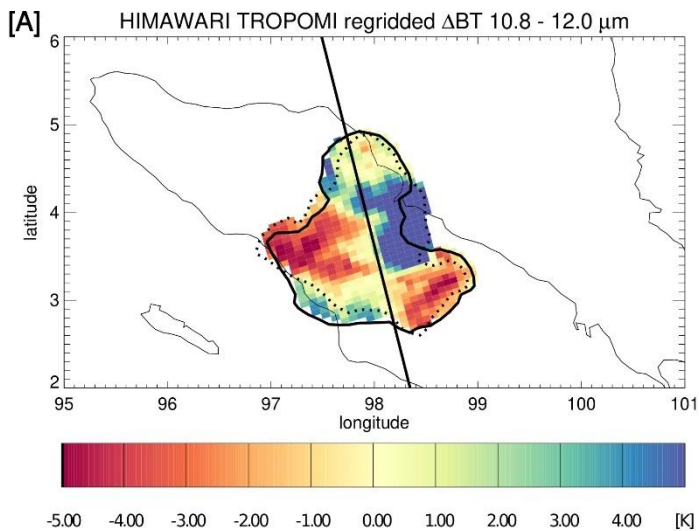 [A] HIMAWARI TROPOMI regridded ΔBT 10.8 - 12.0 µm
6
5
4
3
2
latitude
95 96 97 98 99 100 101
longitude
-5.00 -4.00 -3.00 -2.00 -1.00 0.00 1.00 2.00 3.00 4.00 [K]